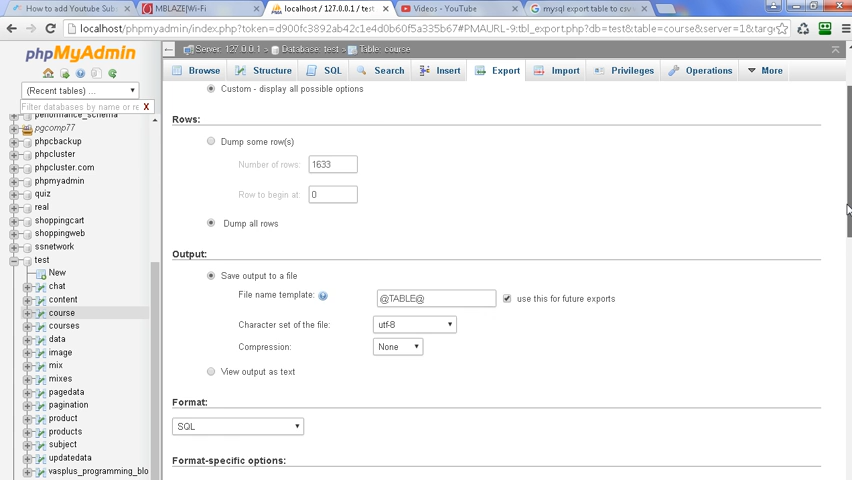 How to add Youtube Subs
MBLAZE|Wi-Fi
localhost / 127.0.0.1 / test
Videos - YouTube
mysql export table to csv
localhost/phpmyadmin/index.php?token=d900fc3892ab42c1e4d0b60f5a335b67#PMAURL-9:tbl_export.php?db=test&table=course&server=1&targ
phpMyAdmin
Server: 127.0.0.1 » Database: test » Table: course
Browse Structure SQL Search Insert Export Import Privileges Operations More
(Recent tables) ...
Filter databases by name or re X
performance_schema
pgcomp77
phpcbackup
phpcluster
phpcluster.com
phpmyadmin
quiz
real
shoppingcart
shoppingweb
ssnetwork
test
New
chat
content
course
courses
data
image
mix
mixes
pagedata
pagination
product
products
subject
updatedata
vasplus_programming_blo
Custom - display all possible options
Rows:
Dump some row(s)
Number of rows: 1633
Row to begin at: 0
Dump all rows
Output:
Save output to a file
File name template: @TABLE@ use this for future exports
Character set of the file: utf-8
Compression: None
View output as text
Format:
SQL
Format-specific options: